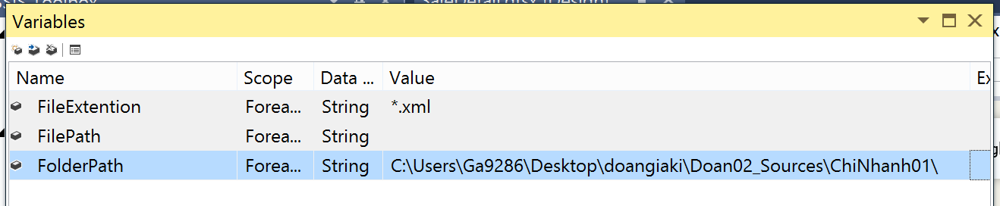 Variables
Name Scope Data ... Value Ex
FileExtention Forea... String *.xml
FilePath Forea... String
FolderPath Forea... String C:\Users\Ga9286\Desktop\doangiaki\Doan02_Sources\ChiNhanh01\